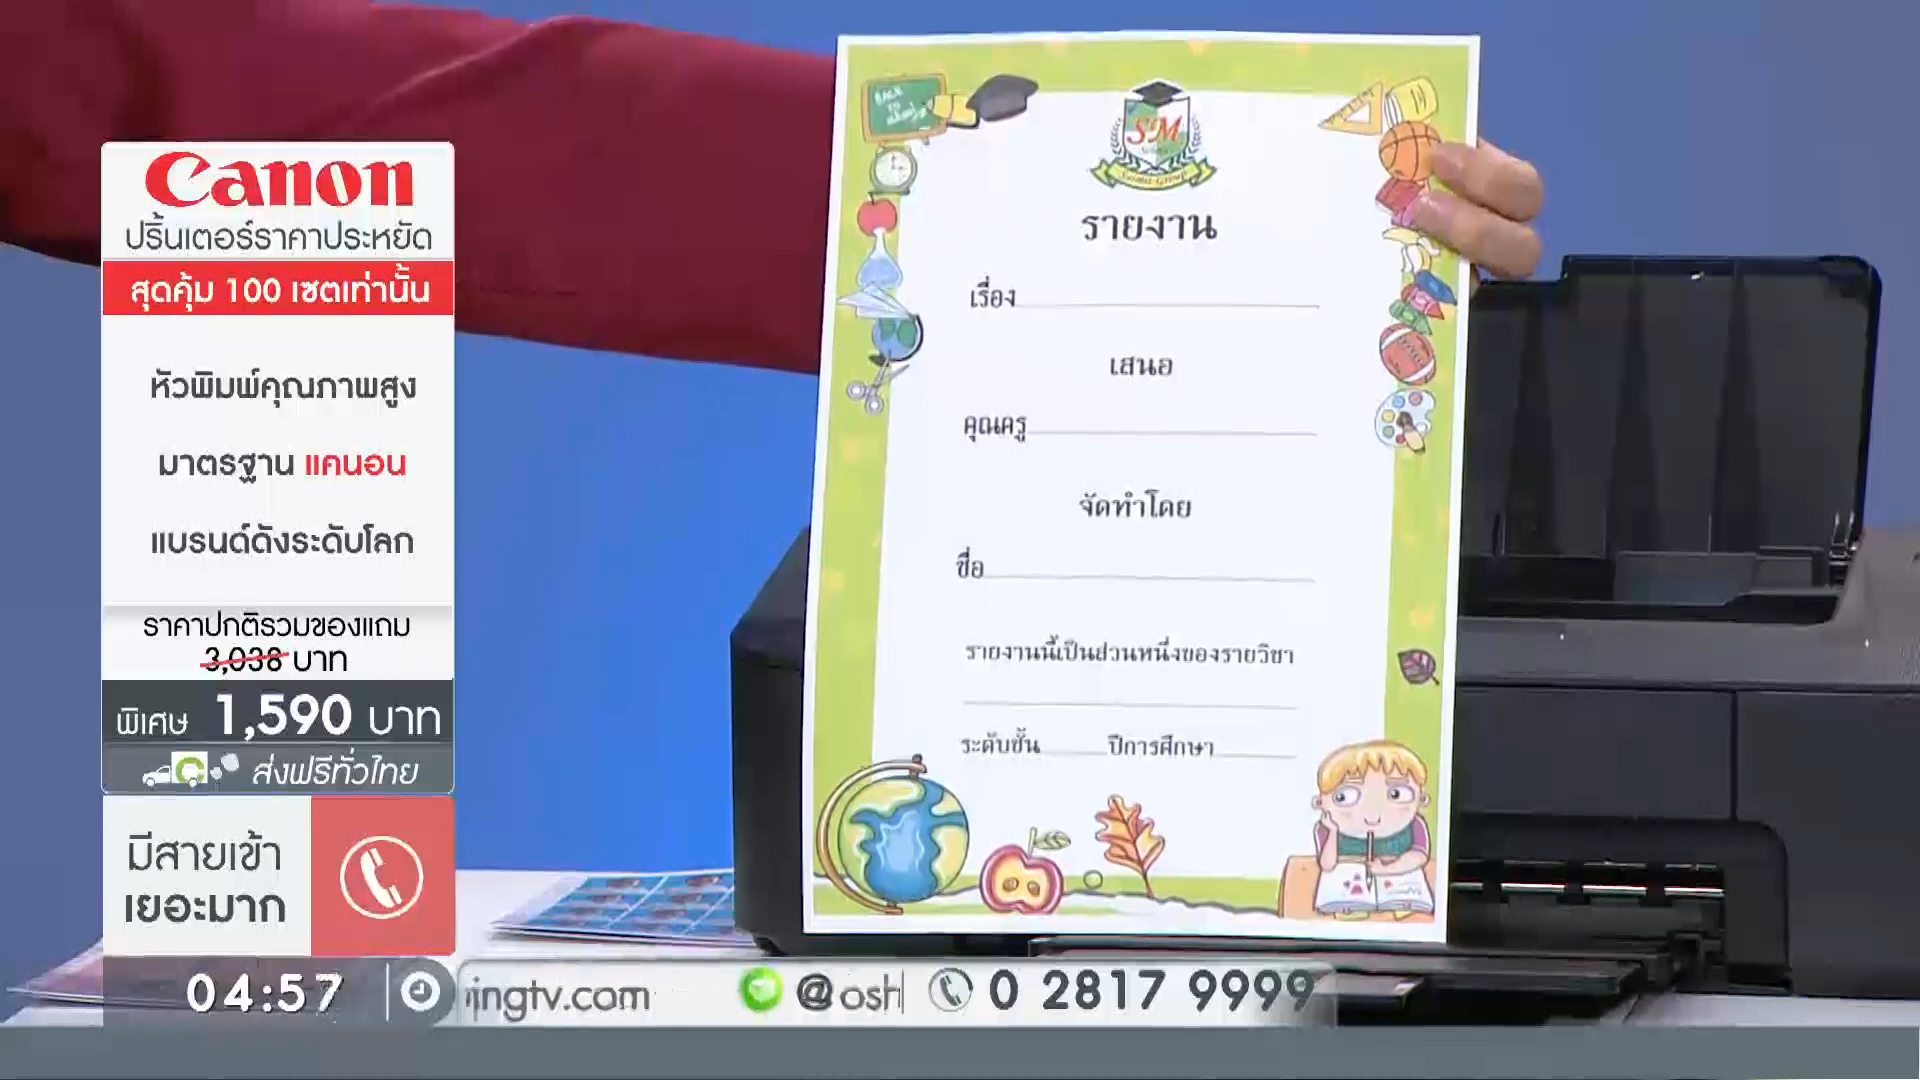 Canon
ปริ้นเตอร์ราคาประหยัด
สุดคุ้ม 100 เซตเท่านั้น
หัวพิมพ์คุณภาพสูง
มาตรฐาน แคนอน
แบรนด์ดังระดับโลก
ราคาปกติรวมของแถม
3,038 บาท
พิเศษ 1,590 บาท
ส่งฟรีทั่วไทย
มีสายเข้า
เยอะมาก
04:57
ingtv.com
@osh
0 2817 9999
BACK
TO
SM
รายงาน
เรื่อง
เสนอ
คุณครู
จัดทำโดย
ชื่อ
รายงานนี้เป็นส่วนหนึ่งของรายวิชา
ระดับชั้น ปีการศึกษา